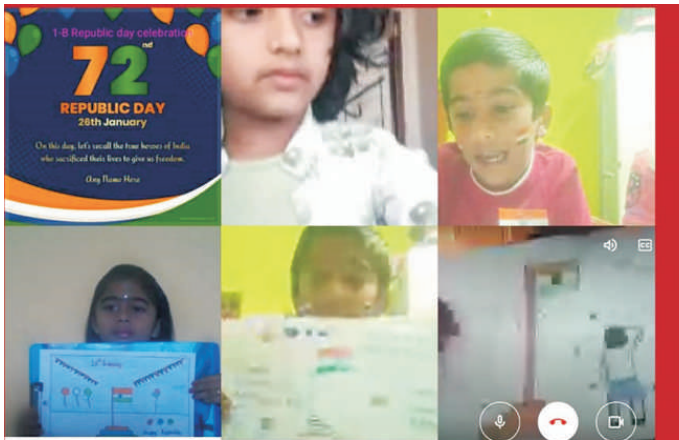 1-B Republic day celebration
72nd
REPUBLIC DAY
26th January
On this day, let's recall the true heroes of India
who sacrificed their lives to give us freedom.
Any Name Here
CC